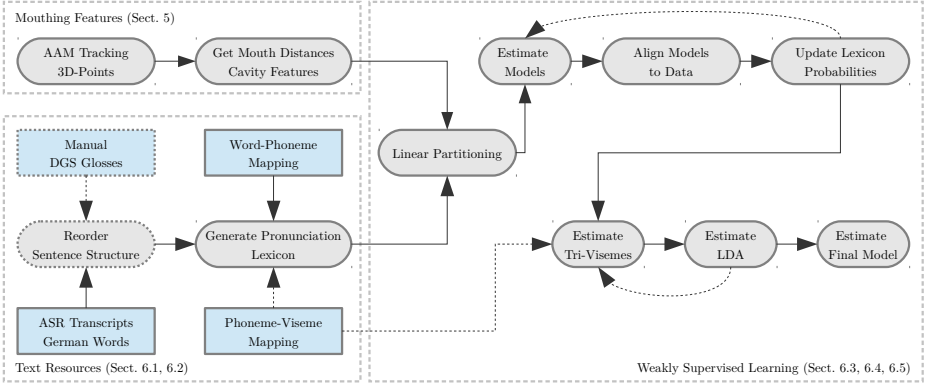 Mouthing Features (Sect. 5)
AAM Tracking
3D-Points
Get Mouth Distances
Cavity Features
Estimate
Models
Align Models
to Data
Update Lexicon
Probabilities
Manual
DGS Glosses
Word-Phoneme
Mapping
Linear Partitioning
Reorder
Sentence Structure
Generate Pronunciation
Lexicon
Estimate
Tri-Visemes
Estimate
LDA
Estimate
Final Model
ASR Transcripts
German Words
Phoneme-Viseme
Mapping
Text Resources (Sect. 6.1, 6.2)
Weakly Supervised Learning (Sect. 6.3, 6.4, 6.5)